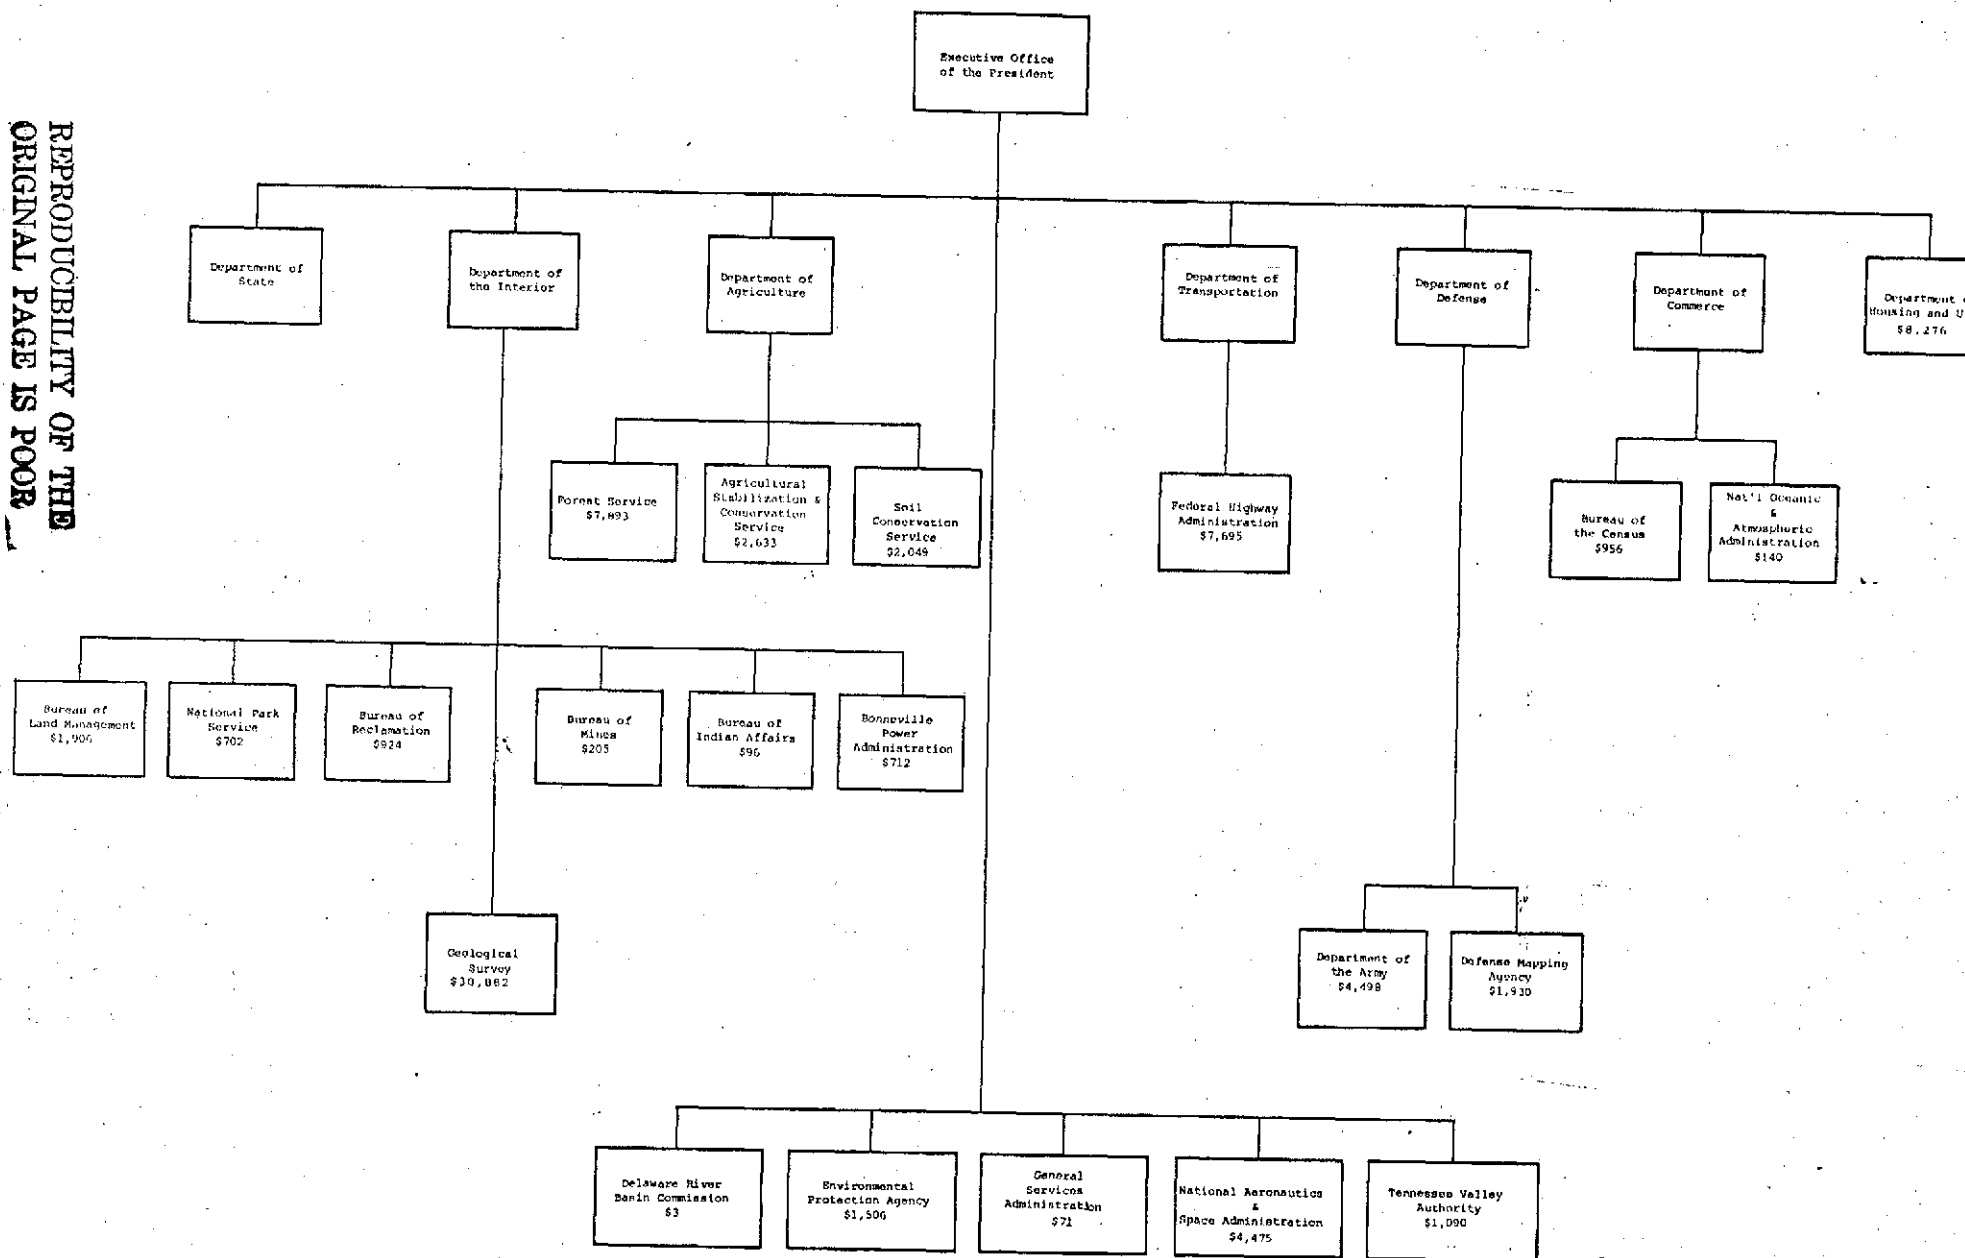 REPRODUCIBILITY OF THE
ORIGINAL PAGE IS POOR
Executive Office
of the President
Department of
State
Department of
the Interior
Department of
Agriculture
Department of
Transportation
Department of
Defense
Department of
Commerce
Department
Housing and U
$8,276
Forest Service
Agricultural
Stabilization &
Conservation
Service
$2,633
Soil
Conservation
Service
$2,049
Federal Highway
Administration
$7,695
Bureau of
the Census
$956
Nat'l Oceanic
&
Atmospheric
Administration
$140
Bureau of
Land Management
National Park
Service
$702
Bureau of
Reclamation
$924
Bureau of
Mines
$205
Bureau of
Indian Affairs
$96
Bonneville
Power
Administration
$712
Geological
Survey
Department of
the Army
$4,498
Defense Mapping
Agency
$1,930
Delaware River
Basin Commission
$3
Environmental
Protection Agency
$1,506
General
Services
Administration
$71
National Aeronautics
&
Space Administration
$4,475
Tennessee Valley
Authority
$1,090